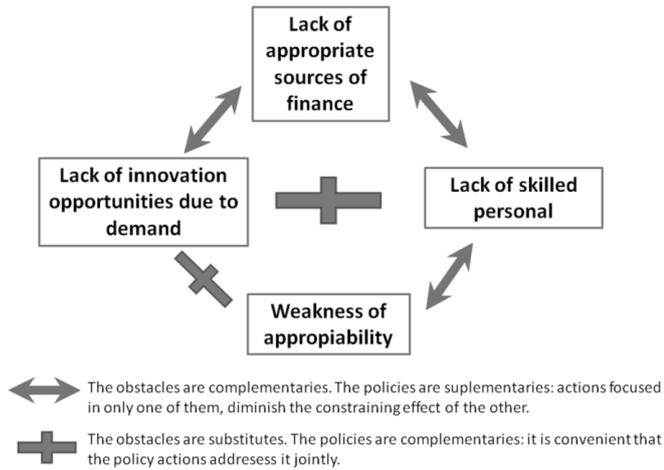 Lack of
appropriate
sources of
finance
Lack of innovation
opportunities due to
demand
Lack of skilled
personal
Weakness of
appropiability
The obstacles are complementaries. The policies are suplementaries: actions focused
in only one of them, diminish the constraining effect of the other.
The obstacles are substitutes. The policies are complementaries: it is convenient that
the policy actions addresess it jointly.